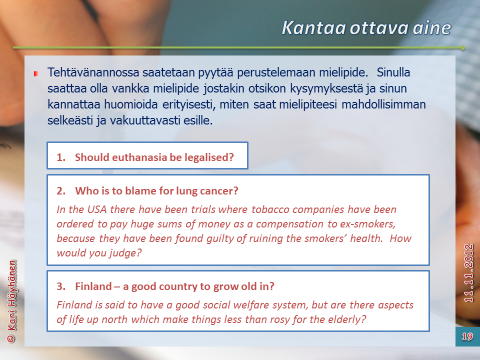 Kantaa ottava aine
Tehtävänannossa saatetaan pyytää perustelemaan mielipide. Sinulla
saattaa olla vankka mielipide jostakin otsikon kysymyksestä ja sinun
kannattaa huomioida erityisesti, miten saat mielipiteesi mahdollisimman
selkeästi ja vakuuttavasti esille.
1. Should euthanasia be legalised?
2. Who is to blame for lung cancer?
In the USA there have been trials where tobacco companies have been
ordered to pay huge sums of money as a compensation to ex-smokers,
because they have been found guilty of ruining the smokers' health. How
would you judge?
3. Finland – a good country to grow old in?
Finland is said to have a good social welfare system, but are there aspects
of life up north which make things less than rosy for the elderly?
© Kari Häyhänen
11.11.2012
19